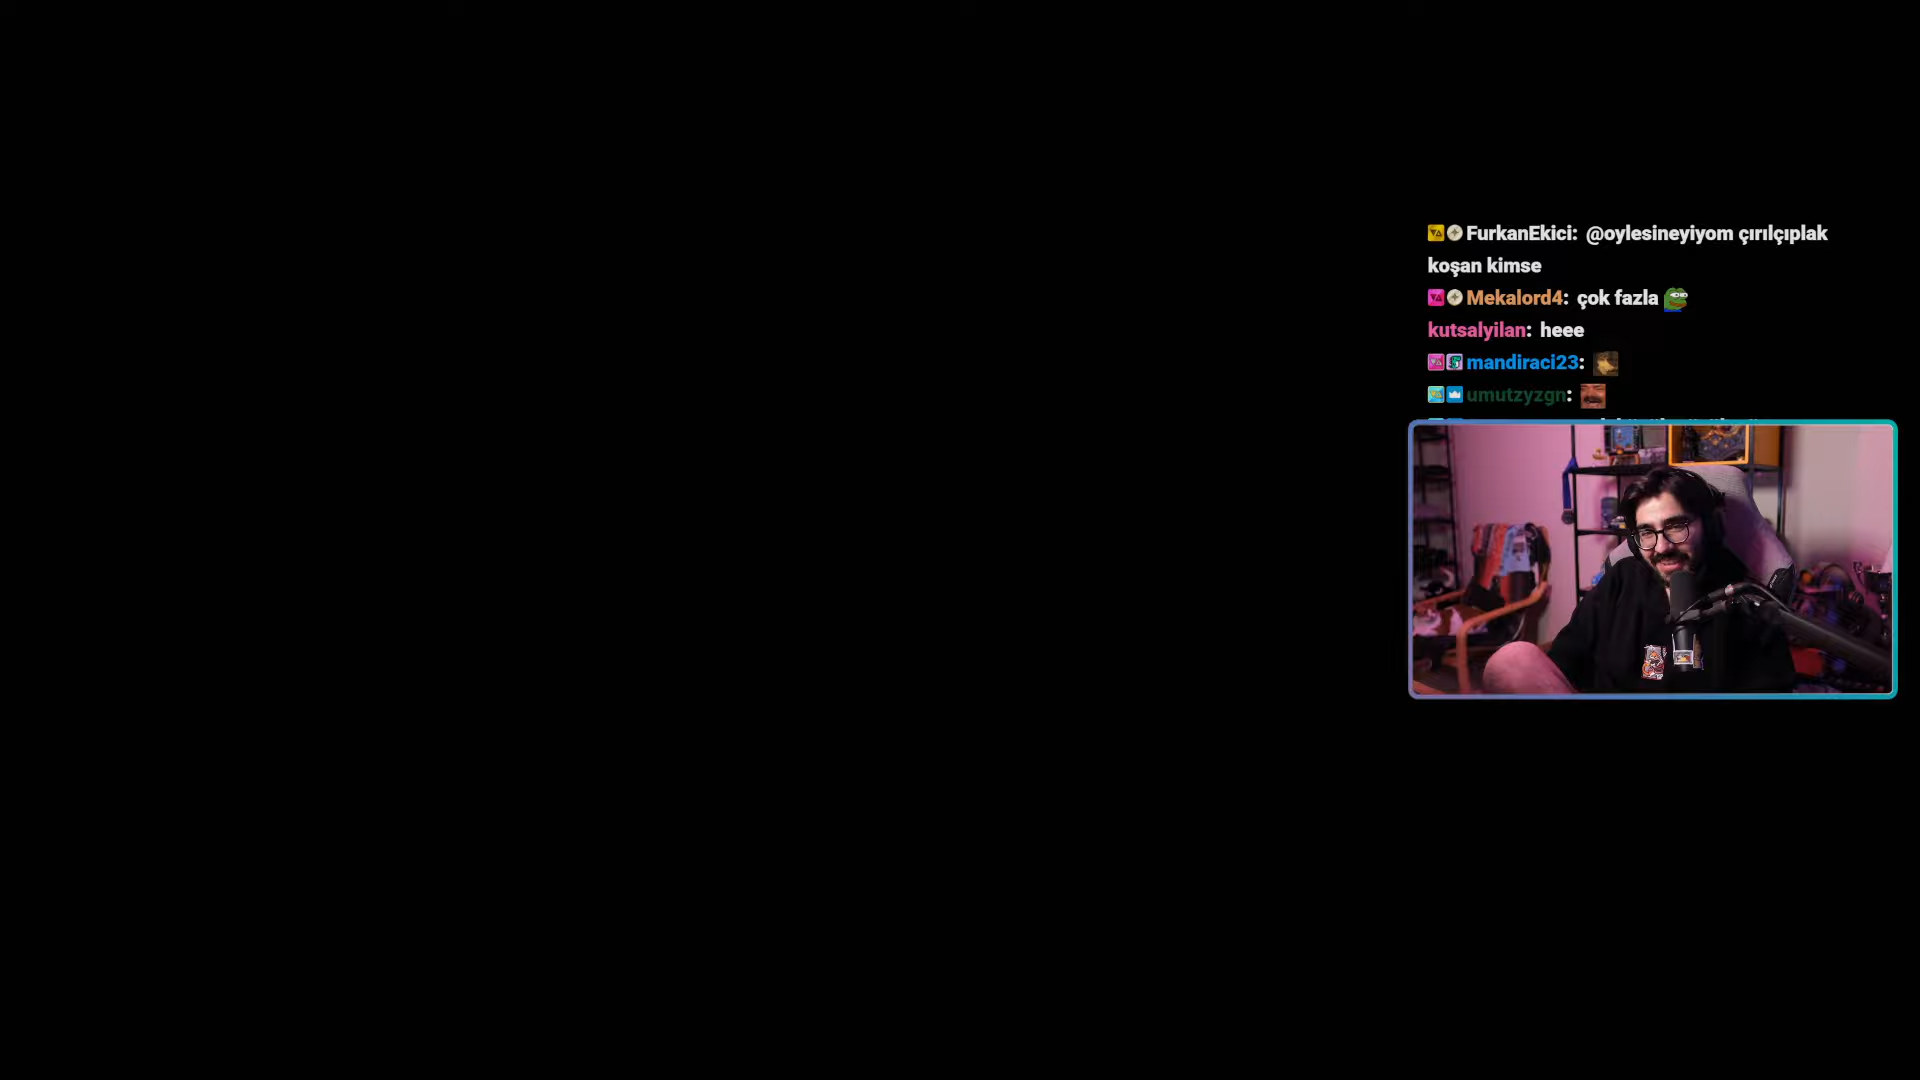 FurkanEkici: @oylesineyiyom çırılçıplak
koşan kimse
Mekalord4: çok fazla
kutsalyilan: heee
mandiraci23:
umutzyzgn: